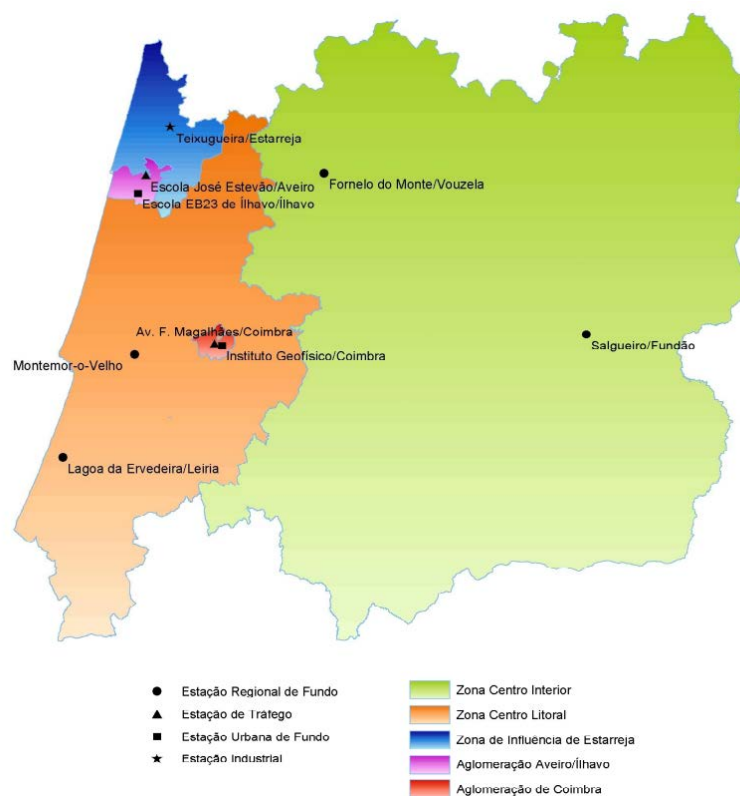 Teixugueira/Estarreja
Escola José Estevão/Aveiro
Escola EB23 de Ílhavo/Ílhavo
Fornelo do Monte/Vouzela
Av. F. Magalhães/Coimbra
Instituto Geofísico/Coimbra
Salgueiro/Fundão
Montemor-o-Velho
Lagoa da Ervedeira/Leiria
Estação Regional de Fundo
Estação de Tráfego
Estação Urbana de Fundo
Estação Industrial
Zona Centro Interior
Zona Centro Litoral
Zona de Influência de Estarreja
Aglomeração Aveiro/Ílhavo
Aglomeração de Coimbra